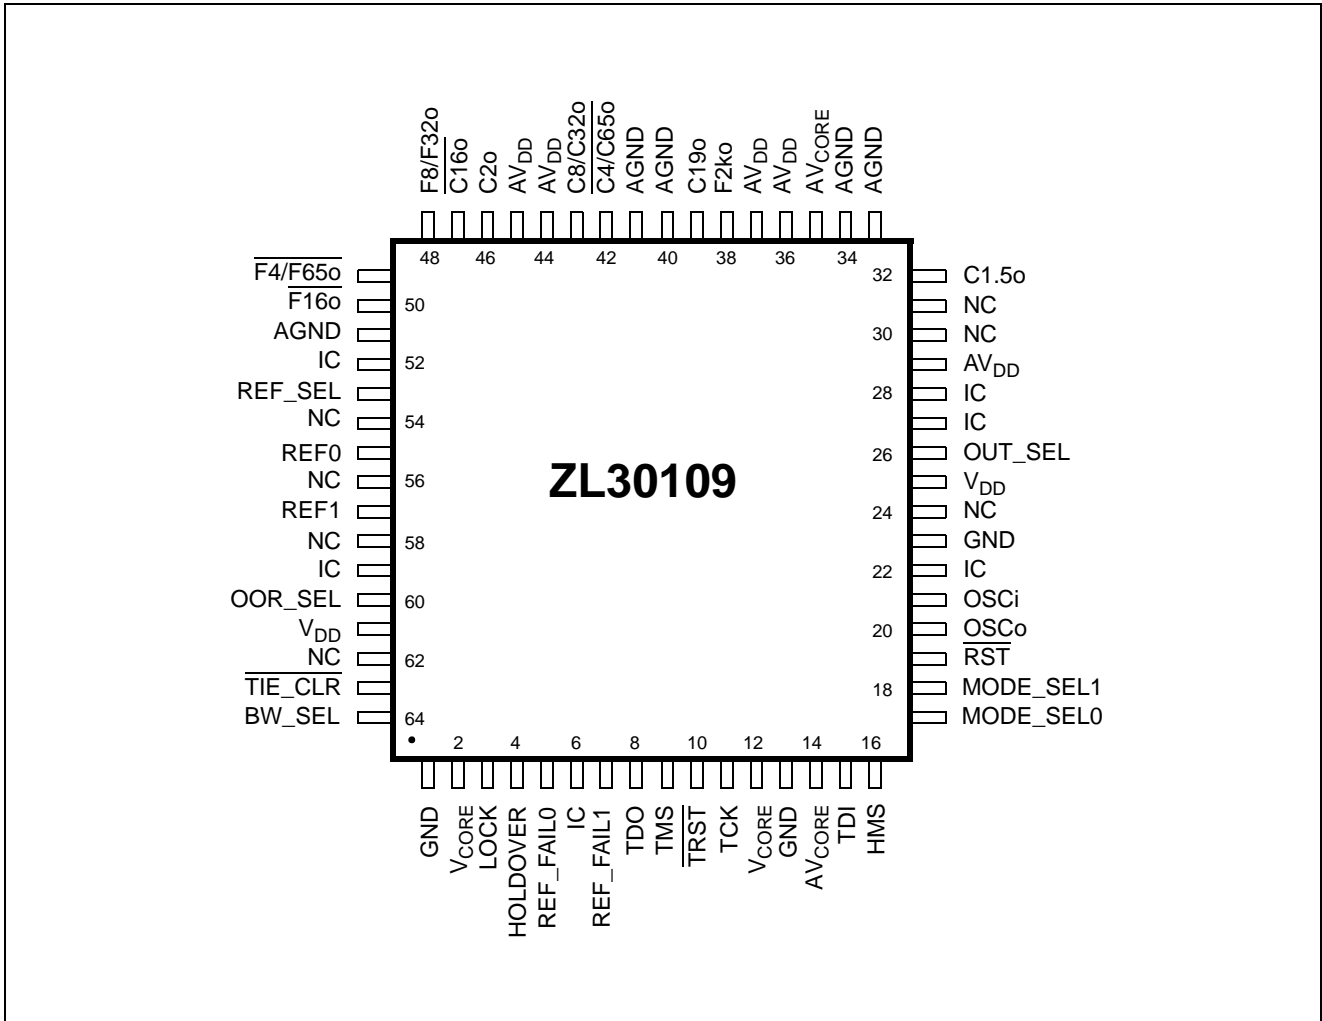 F8/F32o
C16o
C2o
AVDD
AVDD
C8/C32o
C4/C65o
AGND
AGND
C19o
F2ko
AVDD
AVDD
AVCORE
AGND
AGND
48 46 44 42 40 38 36 34
F4/F65o
F16o
AGND
IC
REF_SEL
NC
REF0
NC
REF1
NC
IC
OOR_SEL
VDD
NC
TIE_CLR
BW_SEL
50
52
54
56
58
60
62
64
ZL30109
32
30
28
26
24
22
20
18
C1.5o
NC
NC
AVDD
IC
IC
OUT_SEL
VDD
NC
GND
IC
OSCi
OSCo
RST
MODE_SEL1
MODE_SEL0
2 4 6 8 10 12 14 16
GND
VCORE
LOCK
HOLDOVER
REF_FAIL0
IC
REF_FAIL1
TDO
TMS
TRST
TCK
VCORE
GND
AVCORE
TDI
HMS